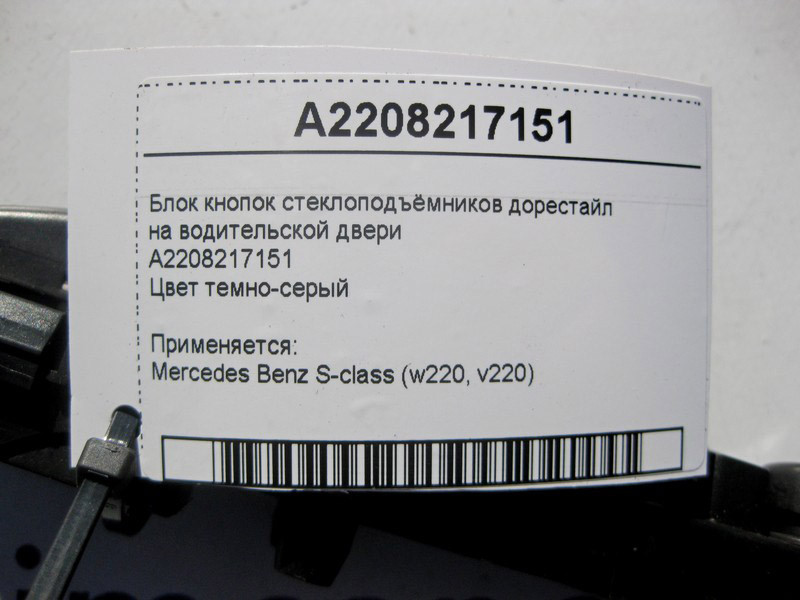 A2208217151
Блок кнопок стеклоподъёмников дорестайл
на водительской двери
A2208217151
Цвет темно-серый
Применяется:
Mercedes Benz S-class (w220, v220)